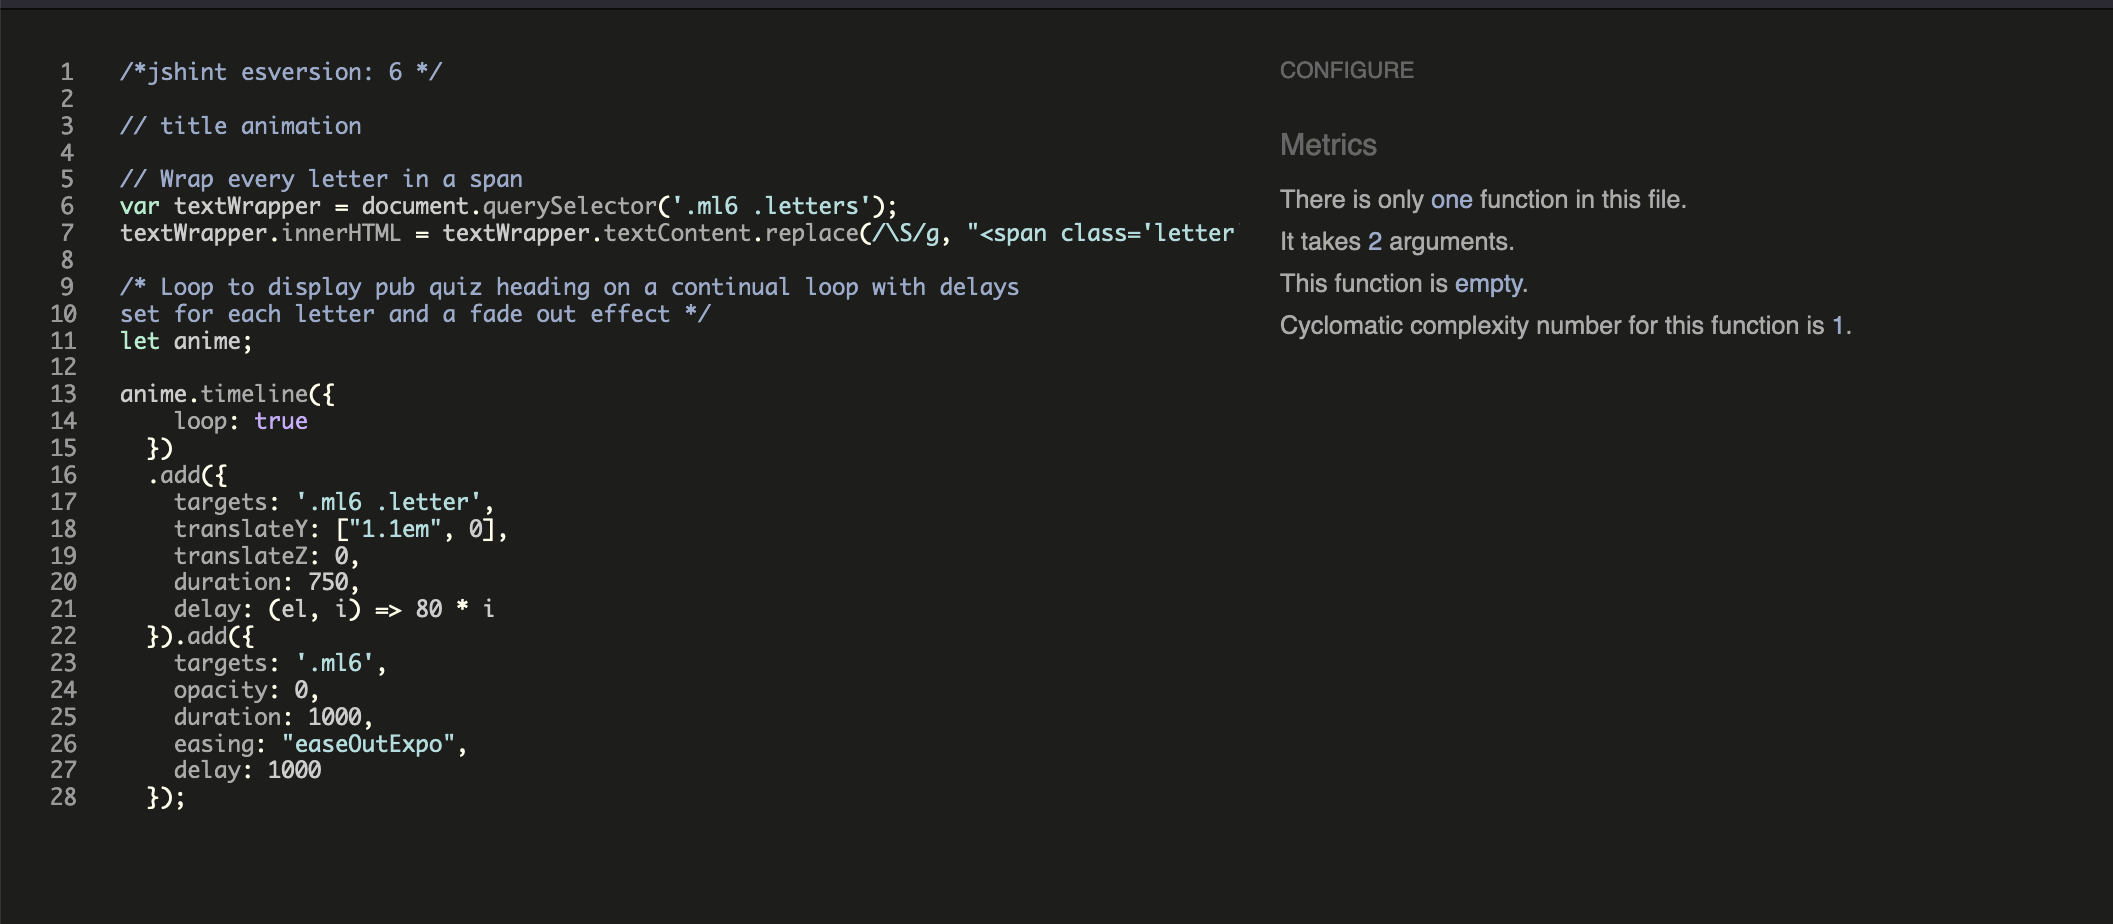 1 /*jshint esversion: 6 */
2
3 // title animation
4
5 // Wrap every letter in a span
6 var textWrapper = document.querySelector('.ml6 .letters');
7 textWrapper.innerHTML = textWrapper.textContent.replace(/\S/g, "<span class='letter
8
9 /* Loop to display pub quiz heading on a continual loop with delays
10 set for each letter and a fade out effect */
11 let anime;
12
13 anime.timeline({
14     loop: true
15   })
16   .add({
17     targets: '.ml6 .letter',
18     translateY: ["1.1em", 0],
19     translateZ: 0,
20     duration: 750,
21     delay: (el, i) => 80 * i
22   }).add({
23     targets: '.ml6',
24     opacity: 0,
25     duration: 1000,
26     easing: "easeOutExpo",
27     delay: 1000
28   });
CONFIGURE
Metrics
There is only one function in this file.
It takes 2 arguments.
This function is empty.
Cyclomatic complexity number for this function is 1.